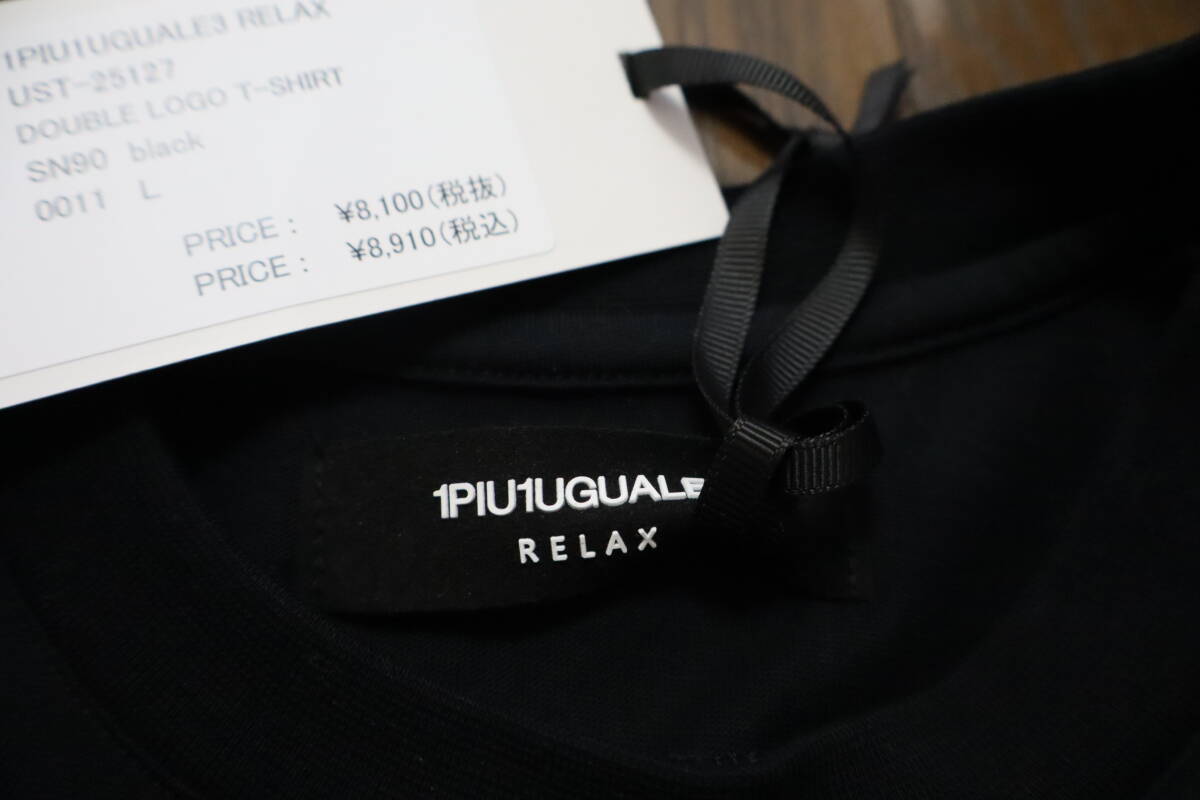 1PIU1UGUALE3 RELAX
UST-25127
DOUBLE LOGO T-SHIRT
SN90 black
0011 L
PRICE : ¥8,100(税抜)
PRICE : ¥8,910(税込)
1PIU1UGUALE
RELAX